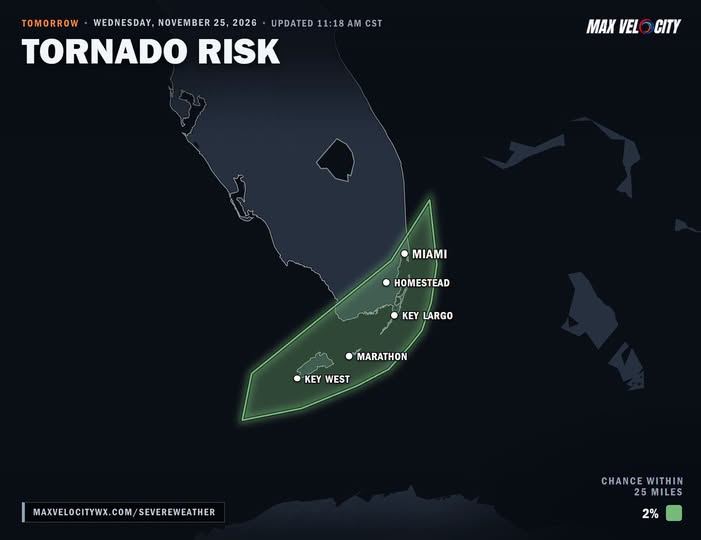 TOMORROW · WEDNESDAY, NOVEMBER 25, 2026 · UPDATED 11:18 AM CST
TORNADO RISK
MAX VELOCITY
MIAMI
HOMESTEAD
KEY LARGO
MARATHON
KEY WEST
CHANCE WITHIN
25 MILES
2%
MAXVELOCITYWX.COM/SEVEREWEATHER